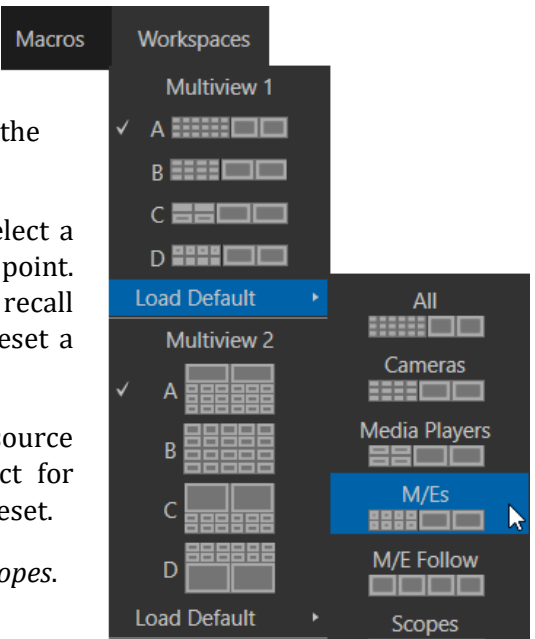 Macros Workspaces
Multiview 1
the
✓ A
B
elect a
C
point.
D
recall
Load Default
All
eset a
Multiview 2
Cameras
✓ A
Media Players
source
B
ct for
M/Es
eset.
C
M/E Follow
opes.
D
Load Default
Scopes